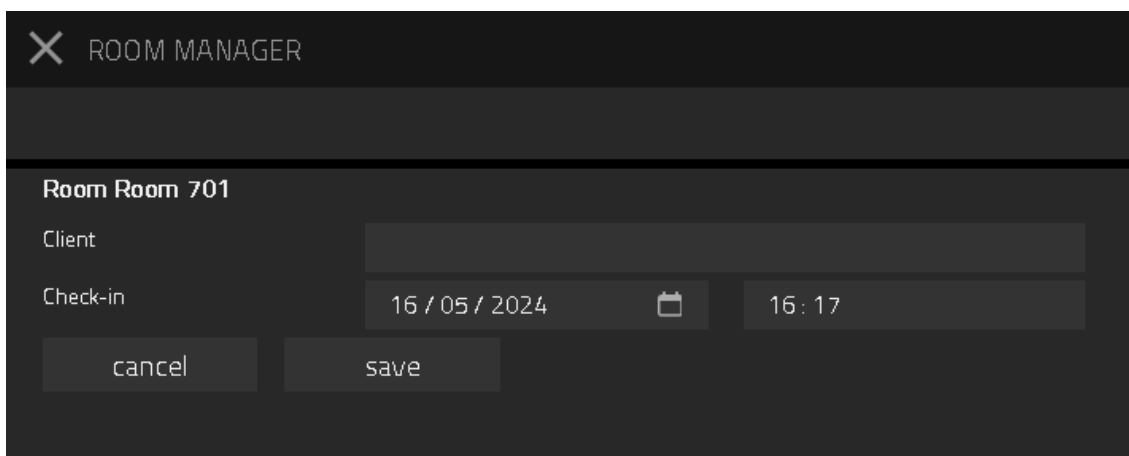 ROOM MANAGER
Room Room 701
Client
Check-in 16 / 05 / 2024 16 : 17
cancel save